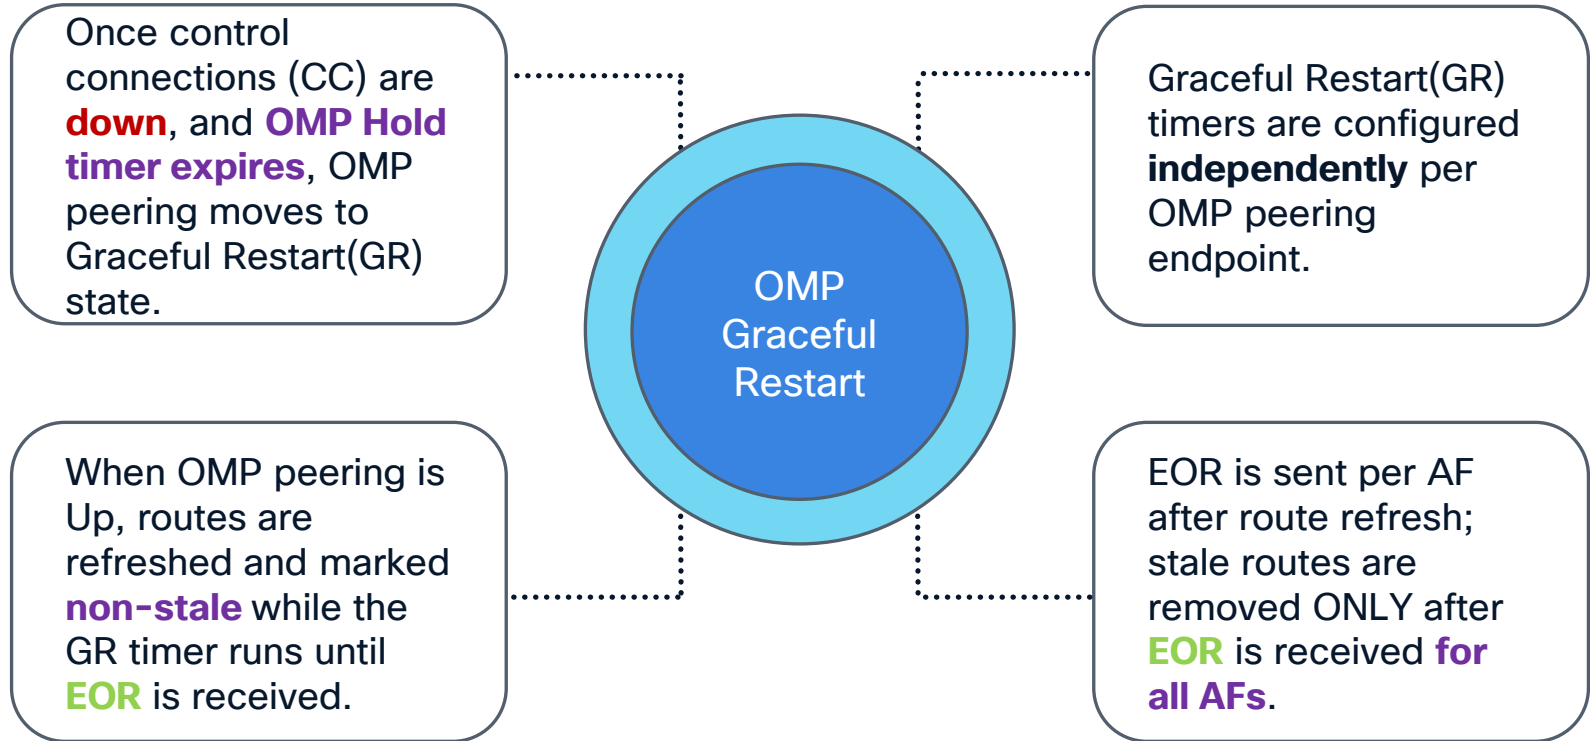 Once control
connections (CC) are
down, and OMP Hold
timer expires, OMP
peering moves to
Graceful Restart(GR)
state.
Graceful Restart(GR)
timers are configured
independently per
OMP peering
endpoint.
OMP
Graceful
Restart
When OMP peering is
Up, routes are
refreshed and marked
non-stale while the
GR timer runs until
EOR is received.
EOR is sent per AF
after route refresh;
stale routes are
removed ONLY after
EOR is received for
all AFs.